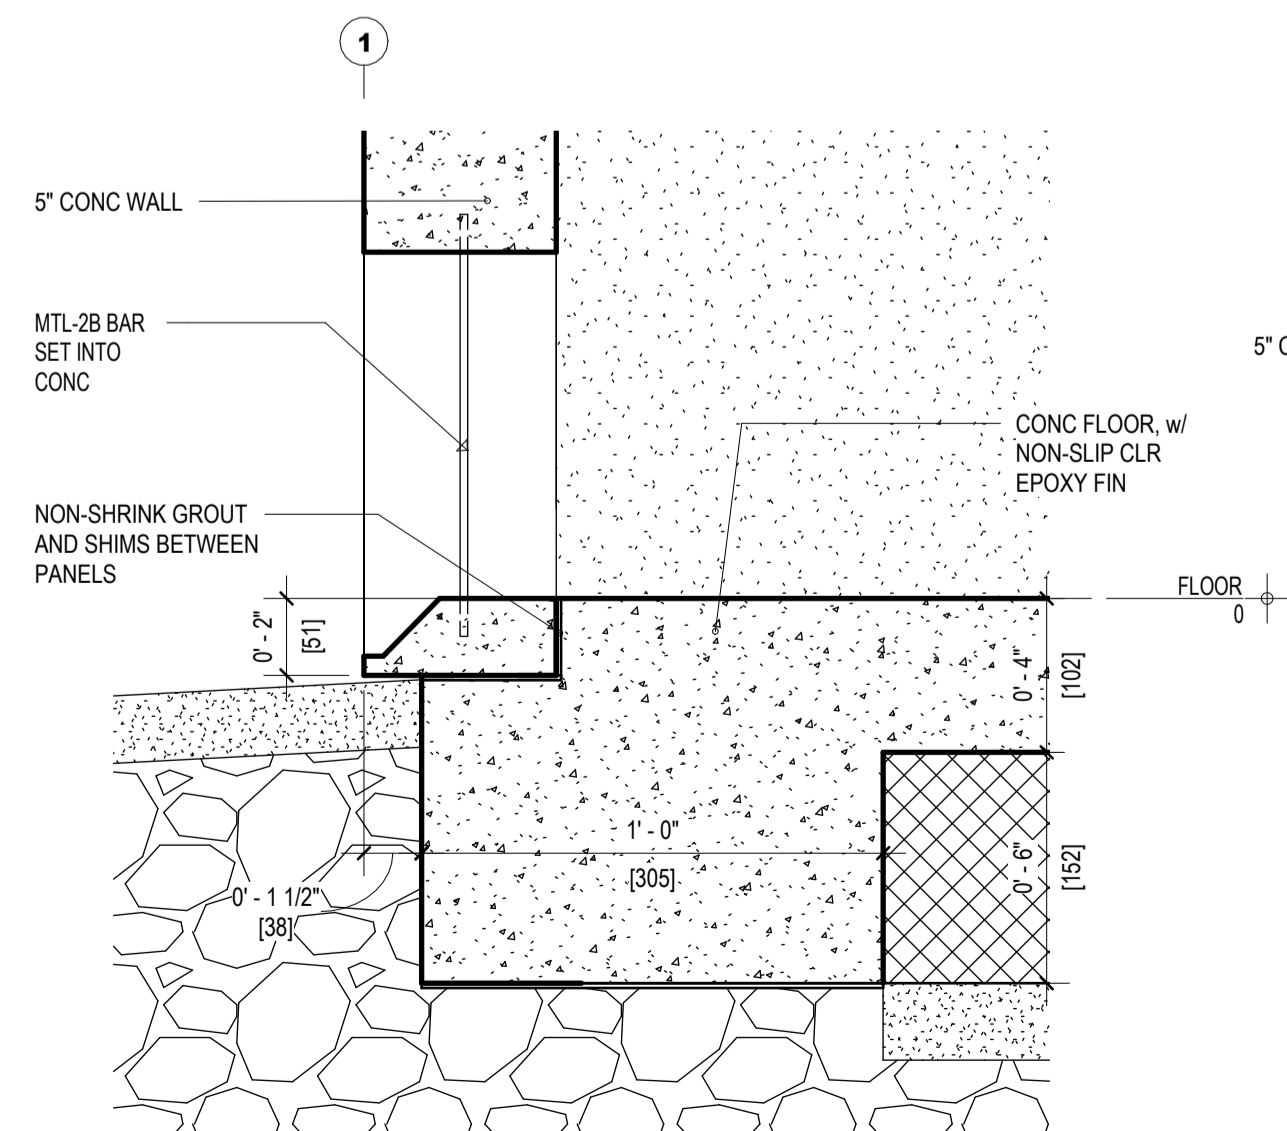 1
5" CONC WALL
MTL-2B BAR
SET INTO
CONC
5" C
CONC FLOOR, w/
NON-SLIP CLR
EPOXY FIN
NON-SHRINK GROUT
AND SHIMS BETWEEN
PANELS
FLOOR
0
0' - 2"
[51]
0' - 4"
[102]
1' - 0"
[305]
0' - 6"
[152]
0' - 1 1/2"
[38]